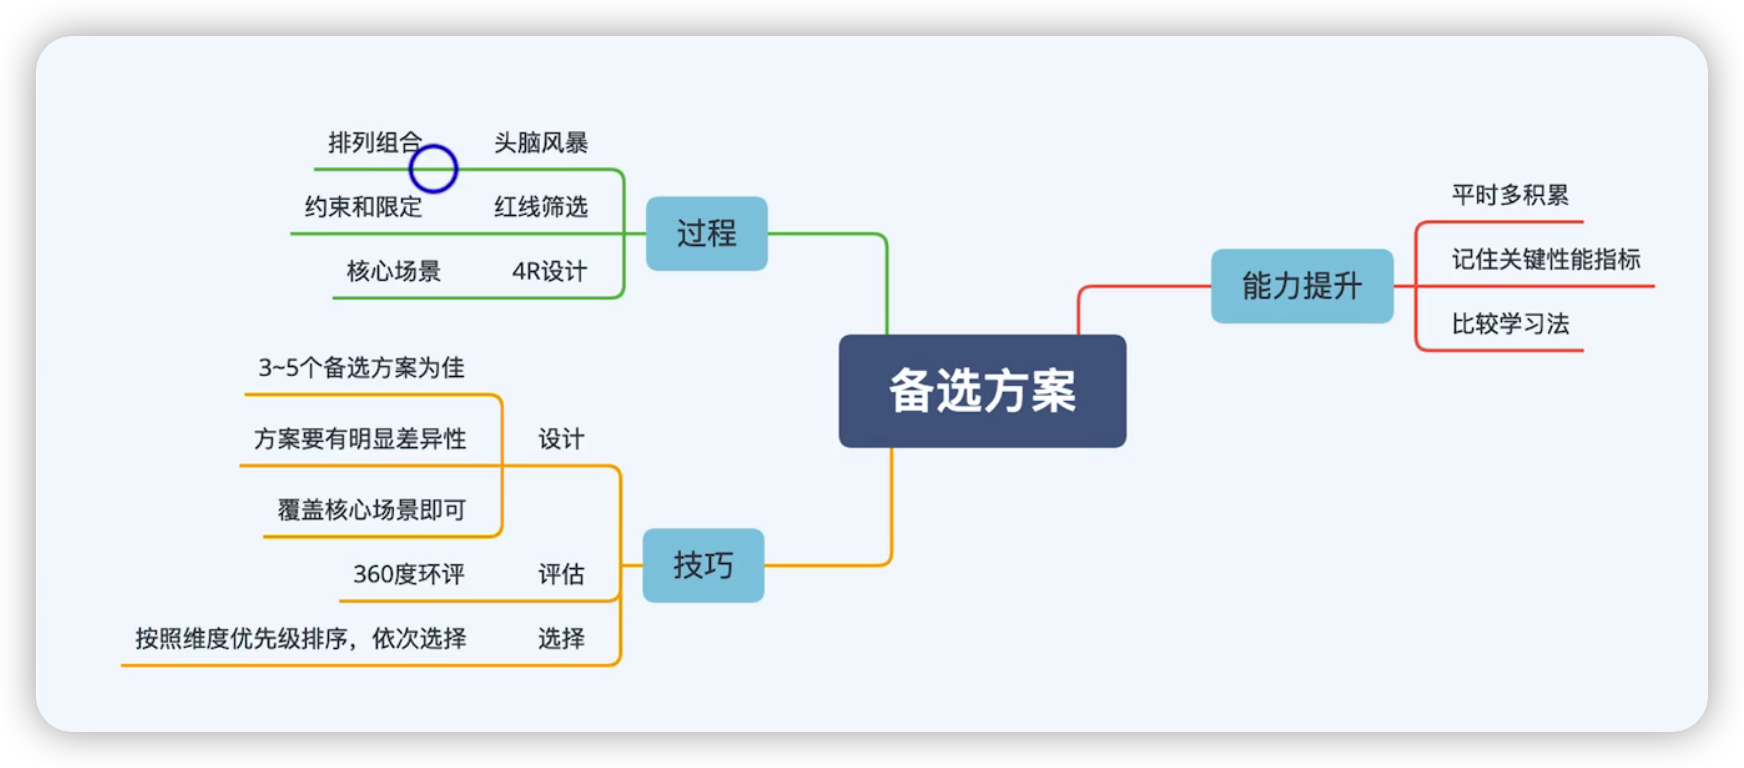 排列组合 头脑风暴
约束和限定 红线筛选
核心场景 4R设计
过程
3~5个备选方案为佳
方案要有明显差异性 设计
覆盖核心场景即可
360度环评 评估
按照维度优先级排序，依次选择 选择
技巧
备选方案
能力提升
平时多积累
记住关键性能指标
比较学习法